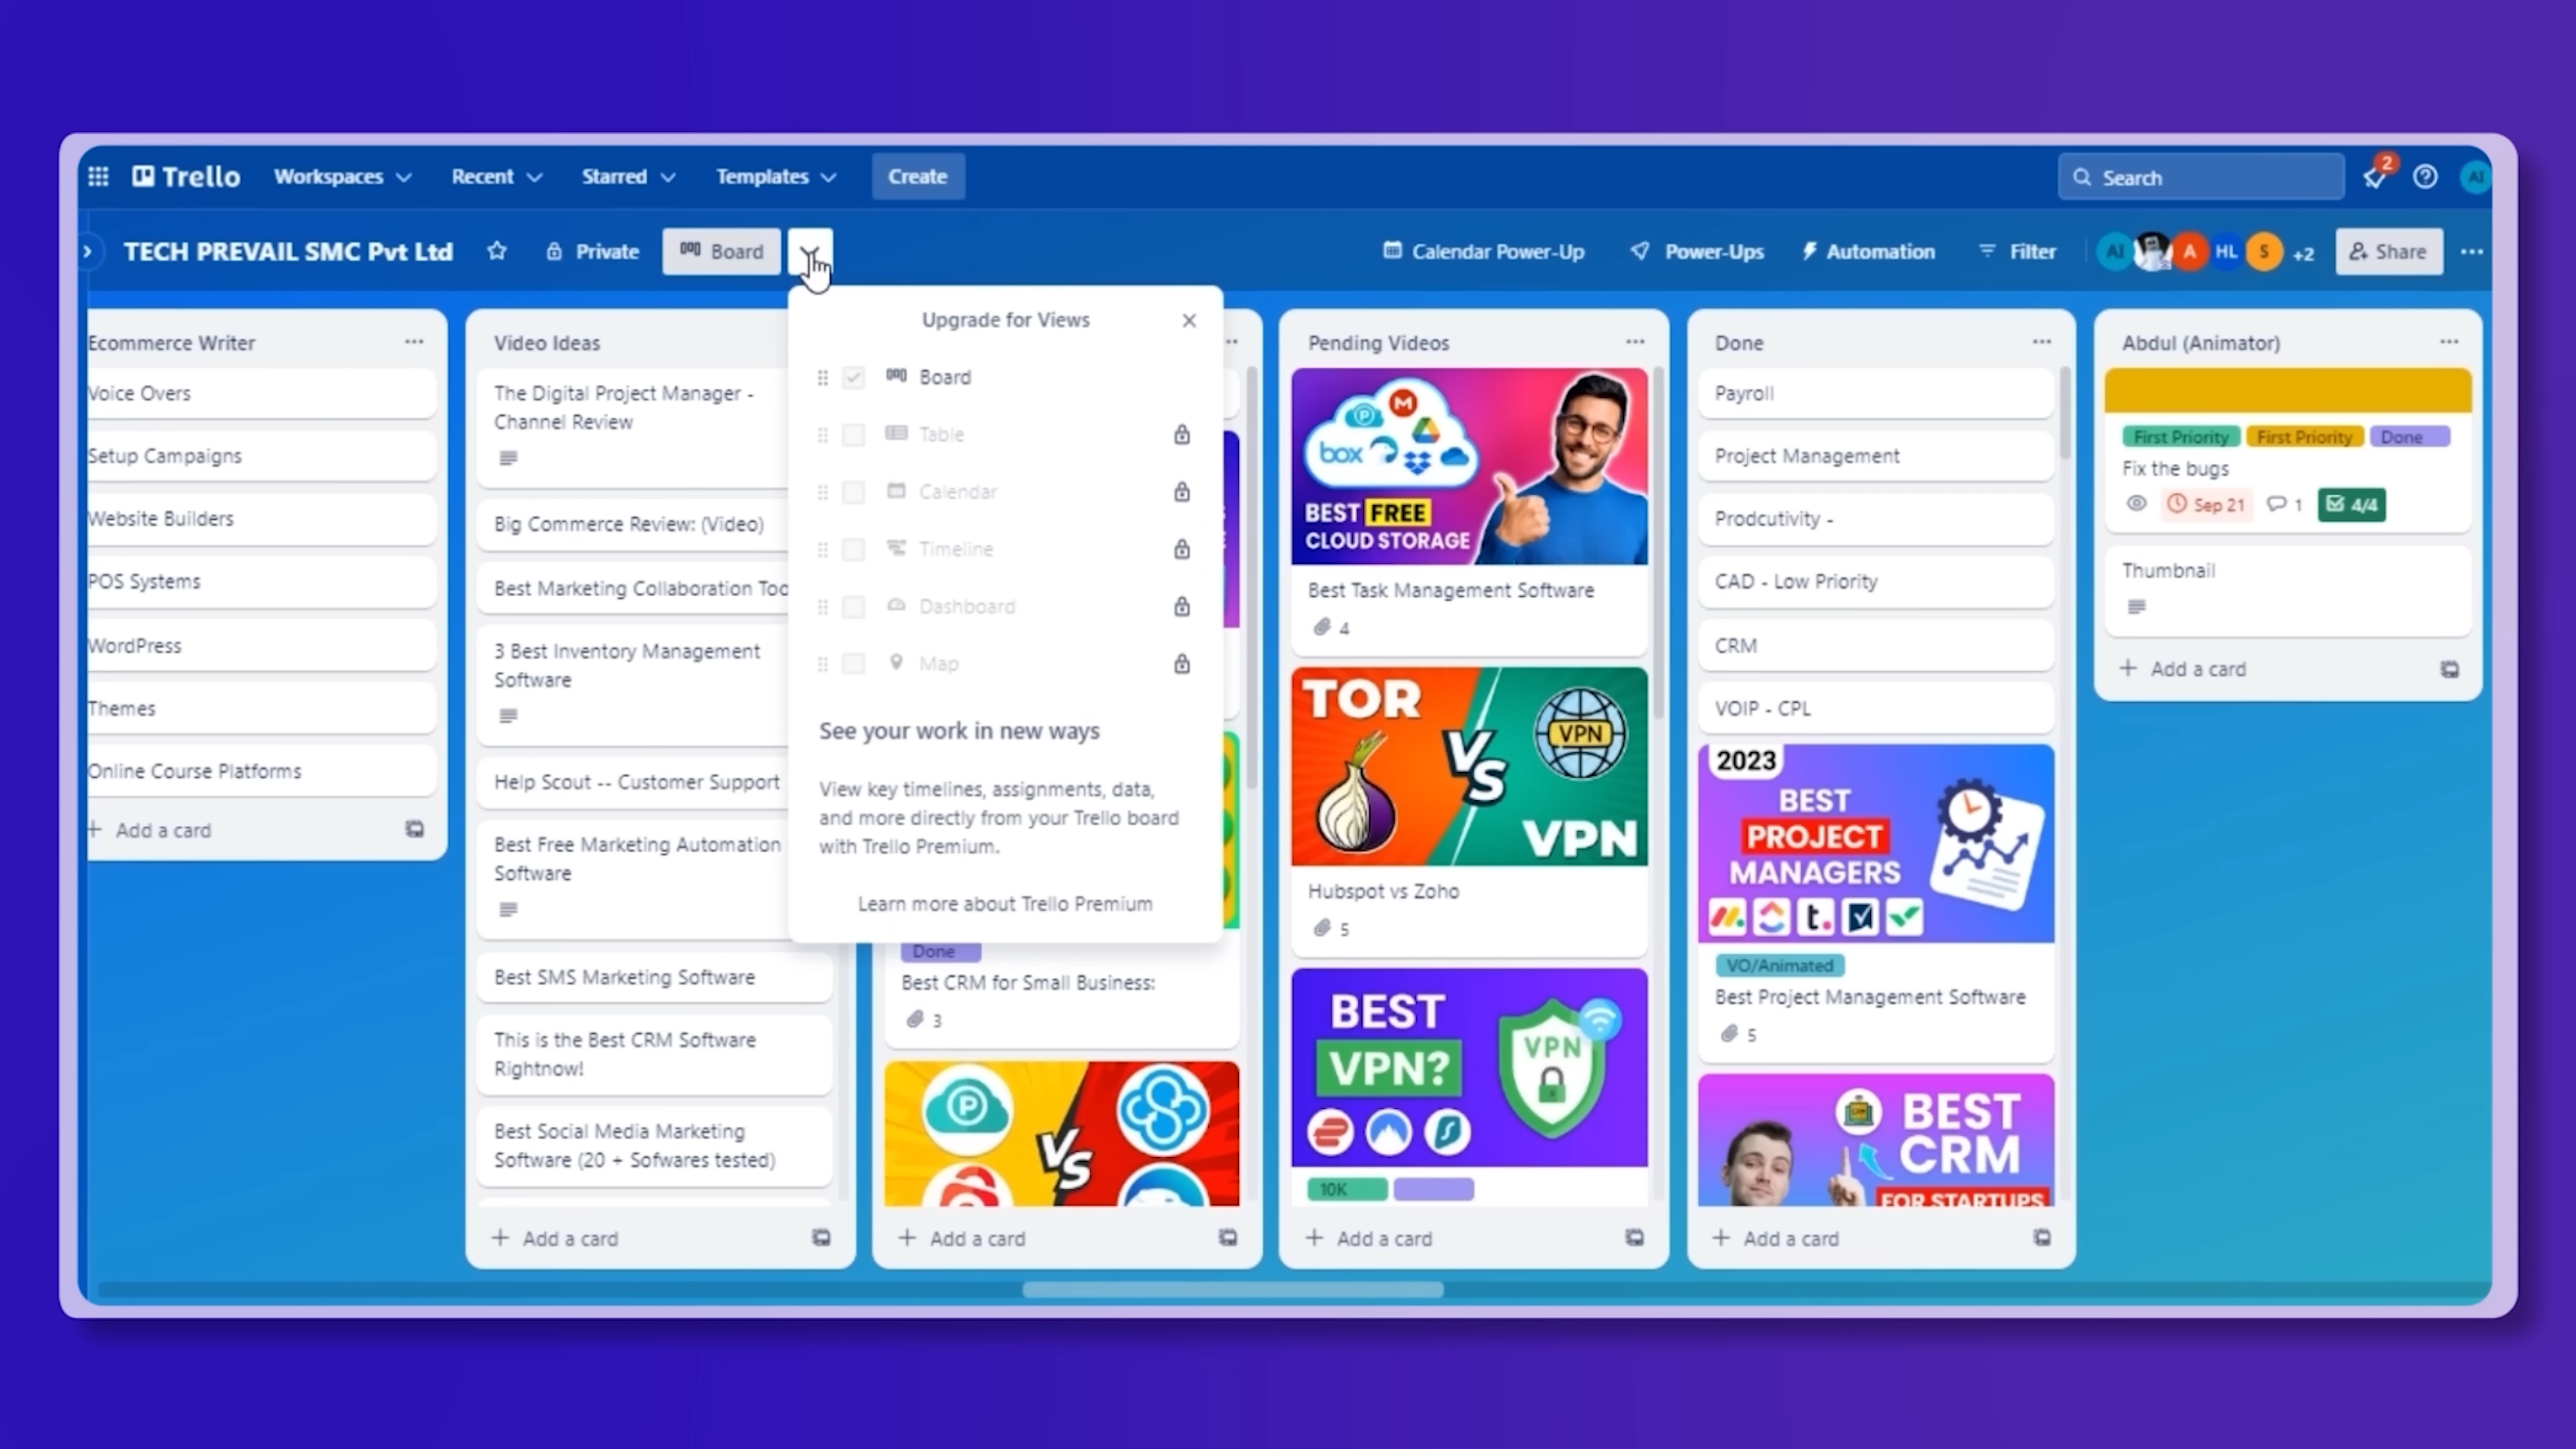 Trello
Workspaces
Recent
Starred
Templates
Create
Search
2
AI
TECH PREVAIL SMC Pvt Ltd
Private
Board
Calendar Power-Up
Power-Ups
Automation
Filter
AI
A
HL
S
+2
Share
Ecommerce Writer
Voice Overs
Setup Campaigns
Website Builders
POS Systems
WordPress
Themes
Online Course Platforms
Add a card
Video Ideas
The Digital Project Manager -
Channel Review
Big Commerce Review: (Video)
Best Marketing Collaboration Too
3 Best Inventory Management
Software
Help Scout -- Customer Support
Best Free Marketing Automation
Software
Best SMS Marketing Software
This is the Best CRM Software
Rightnow!
Best Social Media Marketing
Software (20 + Sofwares tested)
Add a card
Upgrade for Views
Board
Table
Calendar
Timeline
Dashboard
Map
See your work in new ways
View key timelines, assignments, data,
and more directly from your Trello board
with Trello Premium.
Learn more about Trello Premium
Done
Best CRM for Small Business:
3
P
VS
Add a card
Pending Videos
P
M
box
BEST FREE
CLOUD STORAGE
Best Task Management Software
4
TOR
VS
VPN
VPN
Hubspot vs Zoho
5
BEST
VPN?
VPN
10K
Add a card
Done
Payroll
Project Management
Prodcutivity -
CAD - Low Priority
CRM
VOIP - CPL
2023
BEST
PROJECT
MANAGERS
t.
VO/Animated
Best Project Management Software
5
BEST
CRM
FOR STARTUPS
Add a card
Abdul (Animator)
First Priority
First Priority
Done
Fix the bugs
Sep 21
1
4/4
Thumbnail
Add a card